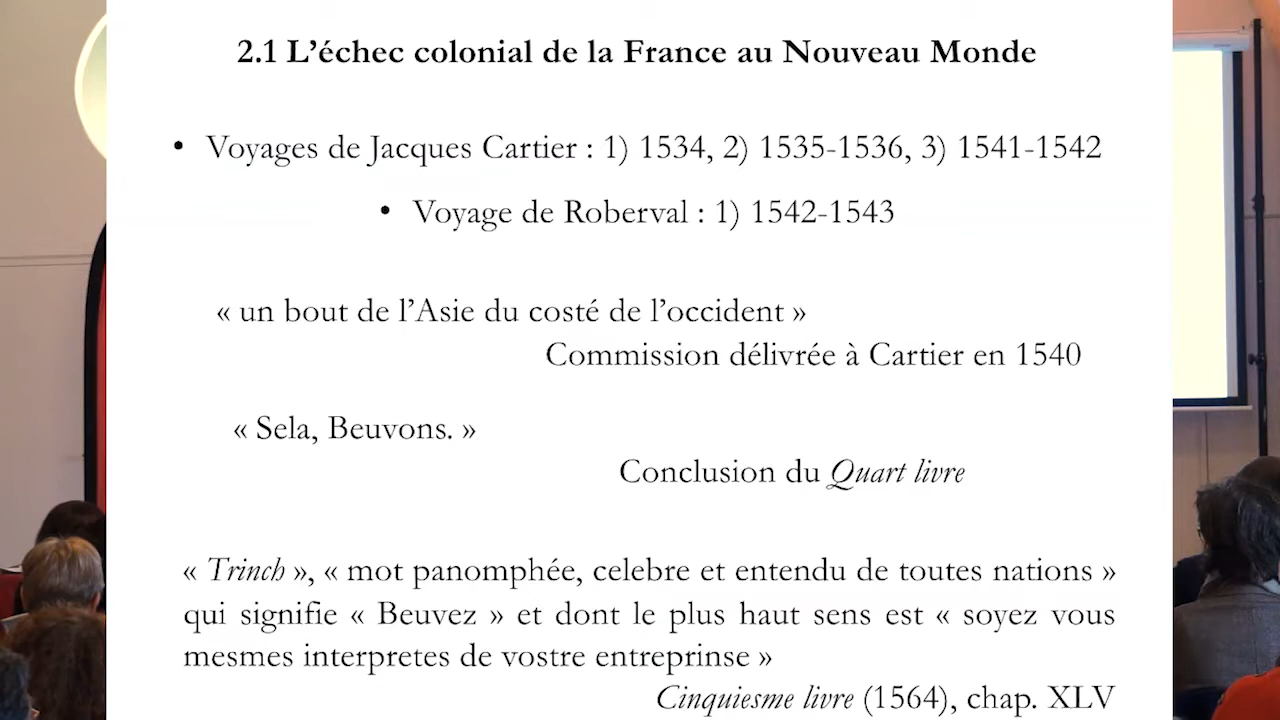 2.1 L’échec colonial de la France au Nouveau Monde
• Voyages de Jacques Cartier : 1) 1534, 2) 1535-1536, 3) 1541-1542
• Voyage de Roberval : 1) 1542-1543
« un bout de l’Asie du costé de l’occident »
Commission délivrée à Cartier en 1540
« Sela, Beuvons. »
Conclusion du Quart livre
« Trinch », « mot panomphée, celebre et entendu de toutes nations »
qui signifie « Beuvez » et dont le plus haut sens est « soyez vous
mesmes interpretes de vostre entreprinse »
Cinquiesme livre (1564), chap. XLV